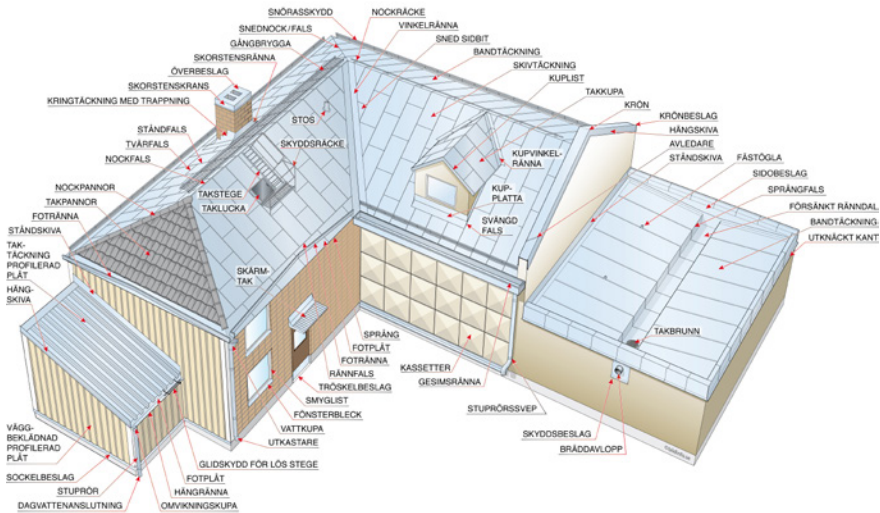 SNÖRASSKYDD
NOCKRÄCKE
SNEDNOCK/FALS
VINKELRÄNNA
GÅNGBRYGGA
SNED SIDBIT
SKORSTENSRÄNNA
BANDTÄCKNING
ÖVERBESLAG
SKIVTÄCKNING
SKORSTENSKRANS
KUPLIST
KRINGTÄCKNING MED TRAPPNING
TAKKUPA
STOS
KRÖN
KRÖNBESLAG
STÅNDFALS
SKYDDSRÄCKE
HÄNGSKIVA
TVÄRFALS
KUPVINKEL-
RÄNNA
AVLEDARE
NOCKFALS
STÅNDSKIVA
FÄSTÖGLA
NOCKPANNOR
TAKSTEGE
SIDOBESLAG
TAKPANNOR
TAKLUCKA
KUP-
PLATTA
SPRÅNGFALS
FOTRÄNNA
SVÄNGD
FALS
FÖRSÄNKT RÄNNDAL
STÅNDSKIVA
BANDTÄCKNING
TAK-
TÄCKNING
PROFILERAD
PLÅT
UTKNÄCKT KANT
SKÄRM-
TAK
HÄNG-
SKIVA
SPRÅNG
TAKBRUNN
FOTPLÅT
KASSETTER
FOTRÄNNA
GESIMSRÄNNA
RÄNNFALS
TRÖSKELBESLAG
SMYGLIST
STUPRÖRSSVEP
FÖNSTERBLECK
VÄGG-
BEKLÄDNAD
PROFILERAD
PLÅT
VATTKUPA
SKYDDSBESLAG
UTKASTARE
BRÄDDAVLOPP
GLIDSKYDD FÖR LÖS STEGE
SOCKELBESLAG
FOTPLÅT
STUPRÖR
HÄNGRÄNNA
DAGVATTENANSLUTNING
OMVIKNINGSKUPA